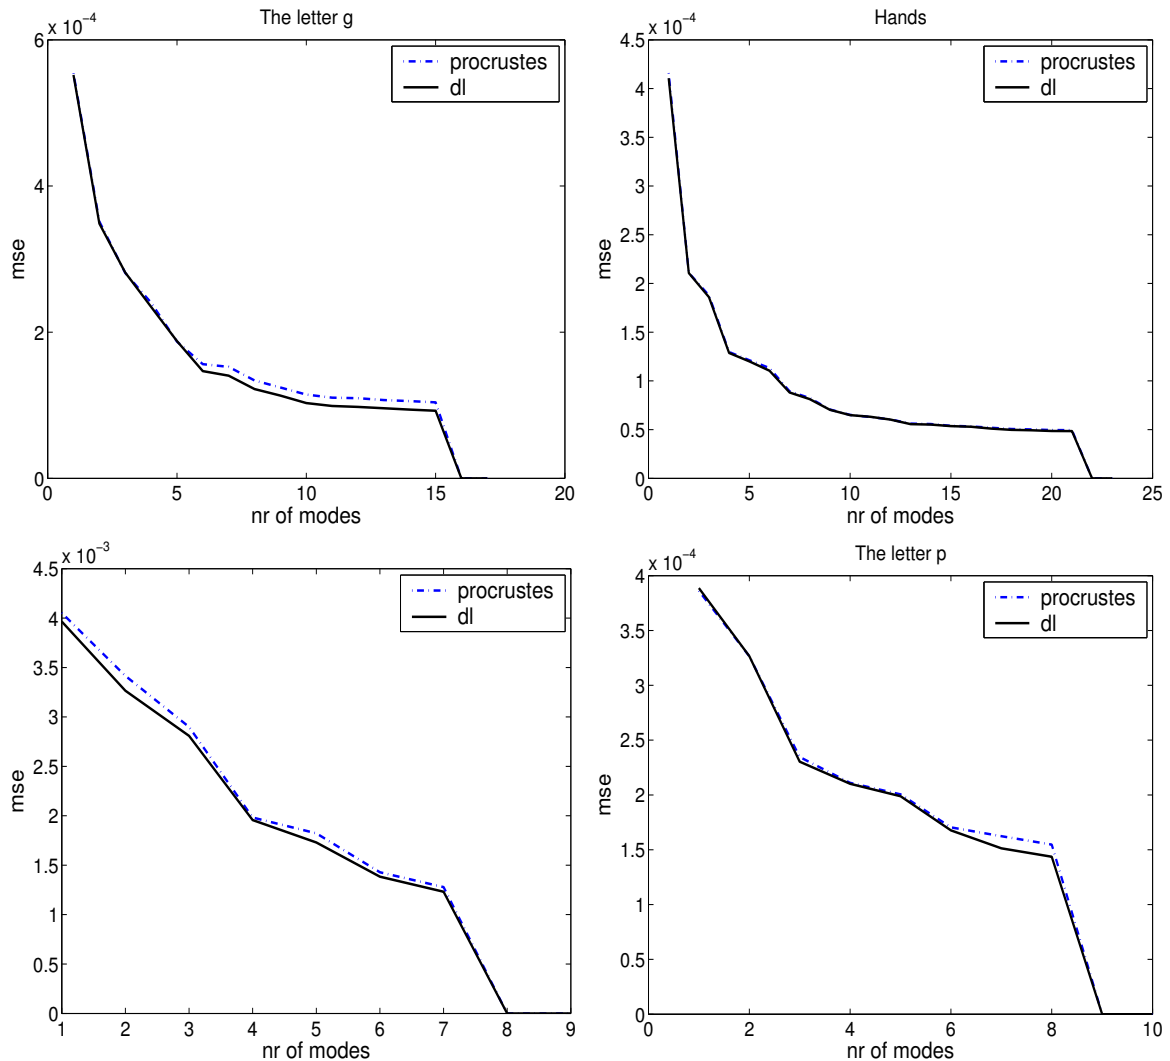 x 10⁻⁴
The letter g
6
4
2
0
mse
procrustes
dl
0 5 10 15 20
nr of modes
x 10⁻⁴
Hands
4.5
4
3.5
3
2.5
2
1.5
1
0.5
0
mse
procrustes
dl
0 5 10 15 20 25
nr of modes
x 10⁻³
4.5
4
3.5
3
2.5
2
1.5
1
0.5
0
mse
procrustes
dl
1 2 3 4 5 6 7 8 9
nr of modes
x 10⁻⁴
The letter p
4
3.5
3
2.5
2
1.5
1
0.5
0
mse
procrustes
dl
0 2 4 6 8 10
nr of modes